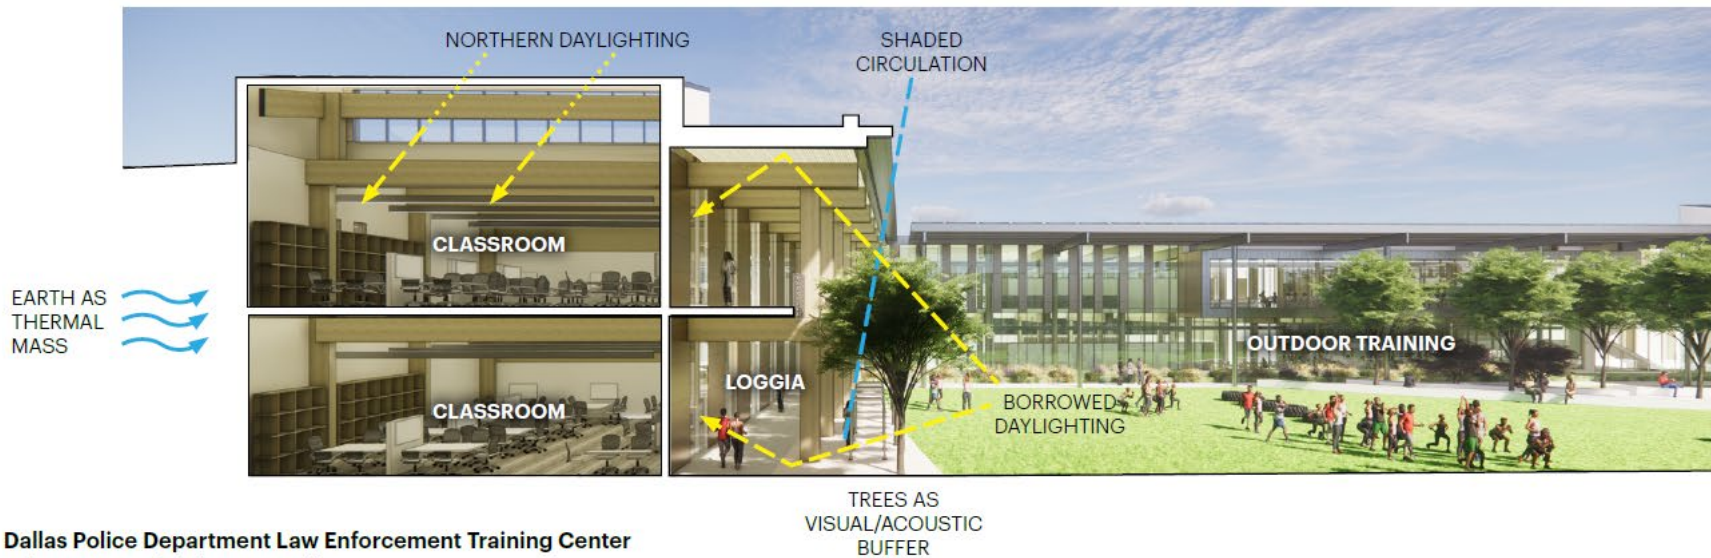 NORTHERN DAYLIGHTING
SHADED
CIRCULATION
CLASSROOM
EARTH AS
THERMAL
MASS
OUTDOOR TRAINING
LOGGIA
CLASSROOM
BORROWED
DAYLIGHTING
TREES AS
VISUAL/ACOUSTIC
BUFFER
Dallas Police Department Law Enforcement Training Center